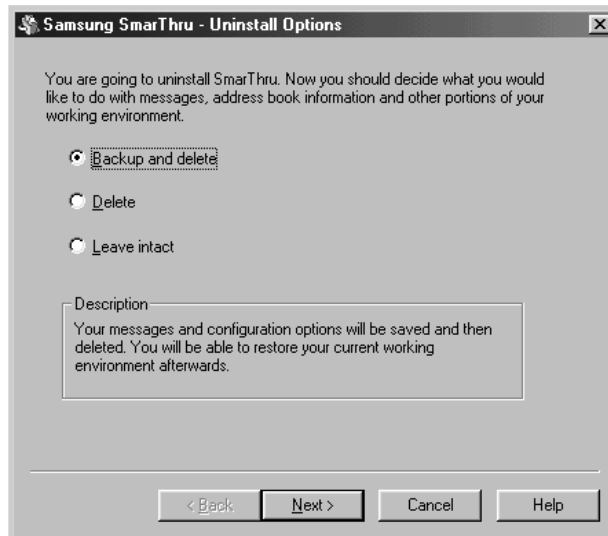 Samsung SmarThru - Uninstall Options
You are going to uninstall SmarThru. Now you should decide what you would
like to do with messages, address book information and other portions of your
working environment.
Backup and delete
Delete
Leave intact
Description
Your messages and configuration options will be saved and then
deleted. You will be able to restore your current working
environment afterwards.
< Back
Next >
Cancel
Help